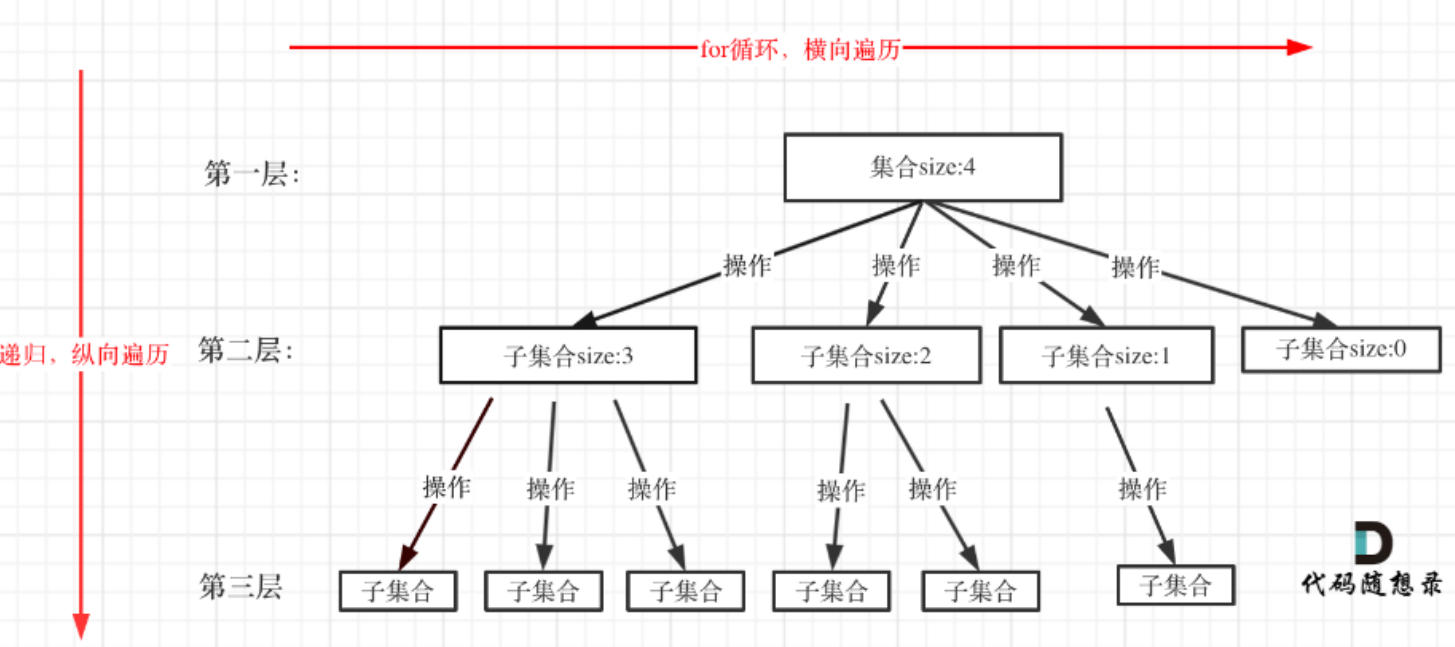 for循环，横向遍历
第一层：
集合size:4
操作 操作 操作 操作
递归，纵向遍历
第二层：
子集合size:3 子集合size:2 子集合size:1 子集合size:0
操作 操作 操作 操作 操作 操作
第三层
子集合 子集合 子集合 子集合 子集合 子集合
代码随想录